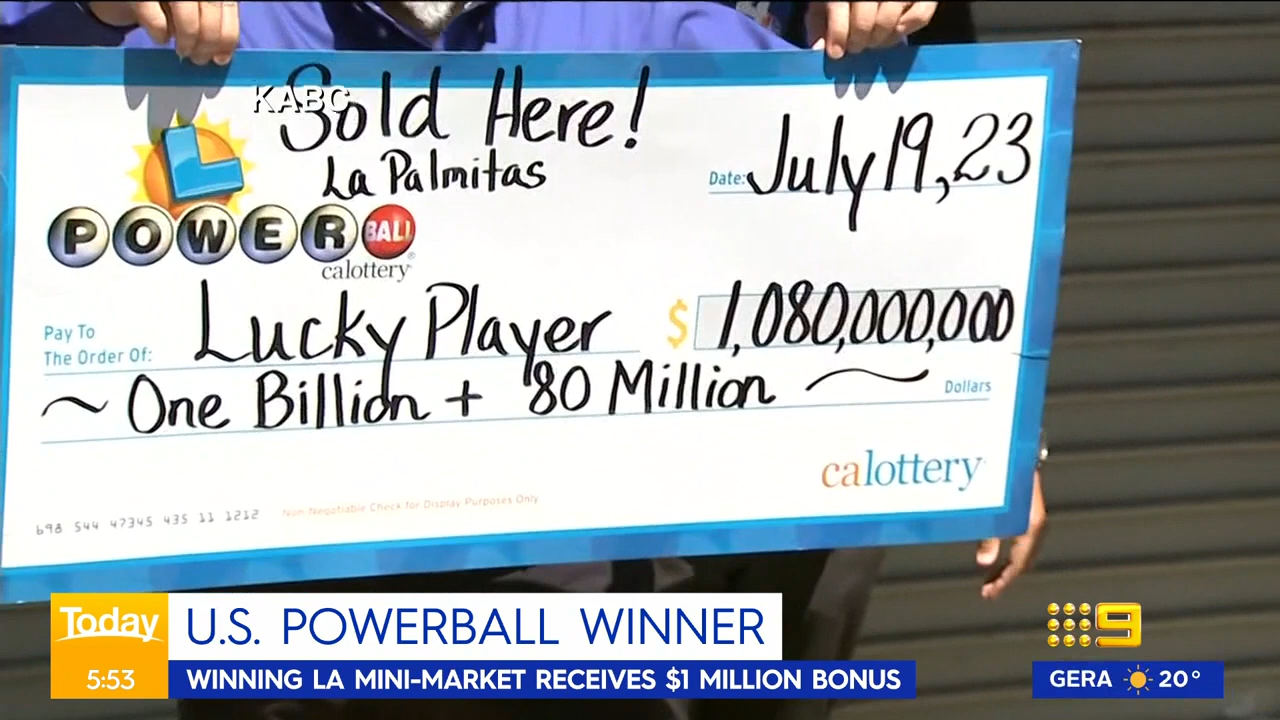 KABC
Sold Here!
La Palmitas
Date: July 19, 23
POWERBALL
calottery
Pay To
The Order Of: Lucky Player $ 1,080,000,000
~ One Billion + 80 Million ~ Dollars
calottery
698 544 47345 435 11 1212
Non-Negotiable Check for Display Purposes Only
Today
U.S. POWERBALL WINNER
5:53
WINNING LA MINI-MARKET RECEIVES $1 MILLION BONUS
9
GERA 20°